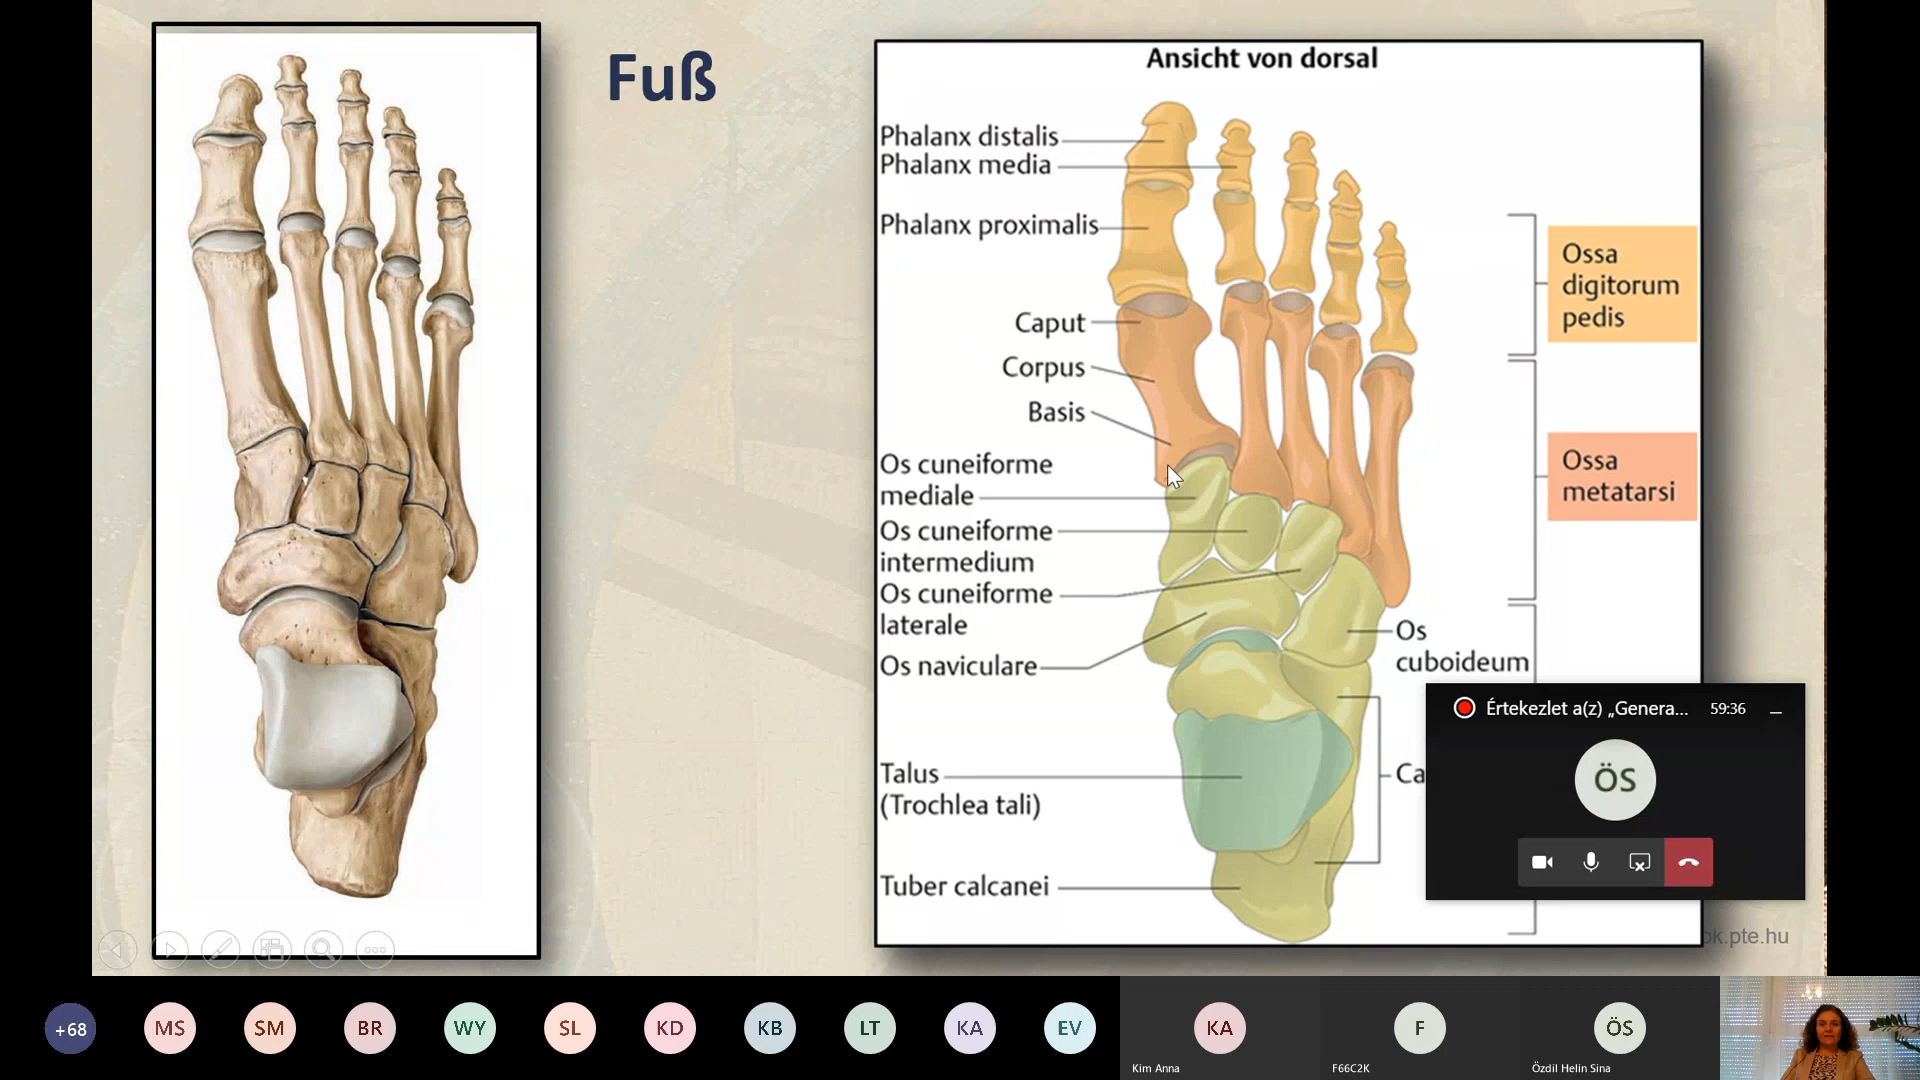 Fuß
Ansicht von dorsal
Phalanx distalis
Phalanx media
Phalanx proximalis
Caput
Corpus
Basis
Os cuneiforme
mediale
Os cuneiforme
intermedium
Os cuneiforme
laterale
Os naviculare
Talus
(Trochlea tali)
Tuber calcanei
Ossa
digitorum
pedis
Ossa
metatarsi
Os
cuboideum
Ca
Értekezlet a(z) „Genera...
59:36
ÖS
ok.pte.hu
+68
MS
SM
BR
WY
SL
KD
KB
LT
KA
EV
KA
Kim Anna
F
F66C2K
ÖS
Özdil Helin Sina